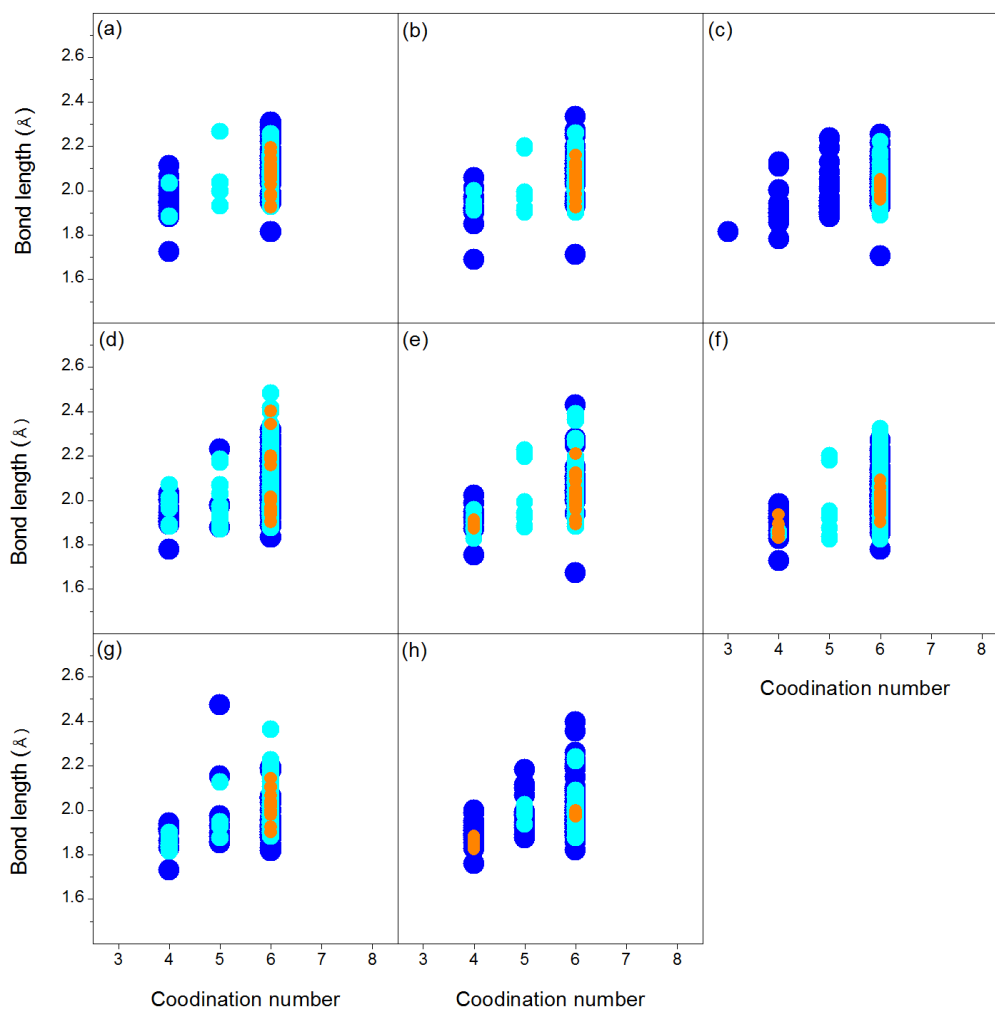 (a) (b) (c)
2.6
2.4
2.2
2.0
1.8
1.6
Bond length (Å)
(d) (e) (f)
2.6
2.4
2.2
2.0
1.8
1.6
Bond length (Å)
3 4 5 6 7 8
Coodination number
(g) (h)
2.6
2.4
2.2
2.0
1.8
1.6
Bond length (Å)
3 4 5 6 7 8 3 4 5 6 7 8
Coodination number Coodination number